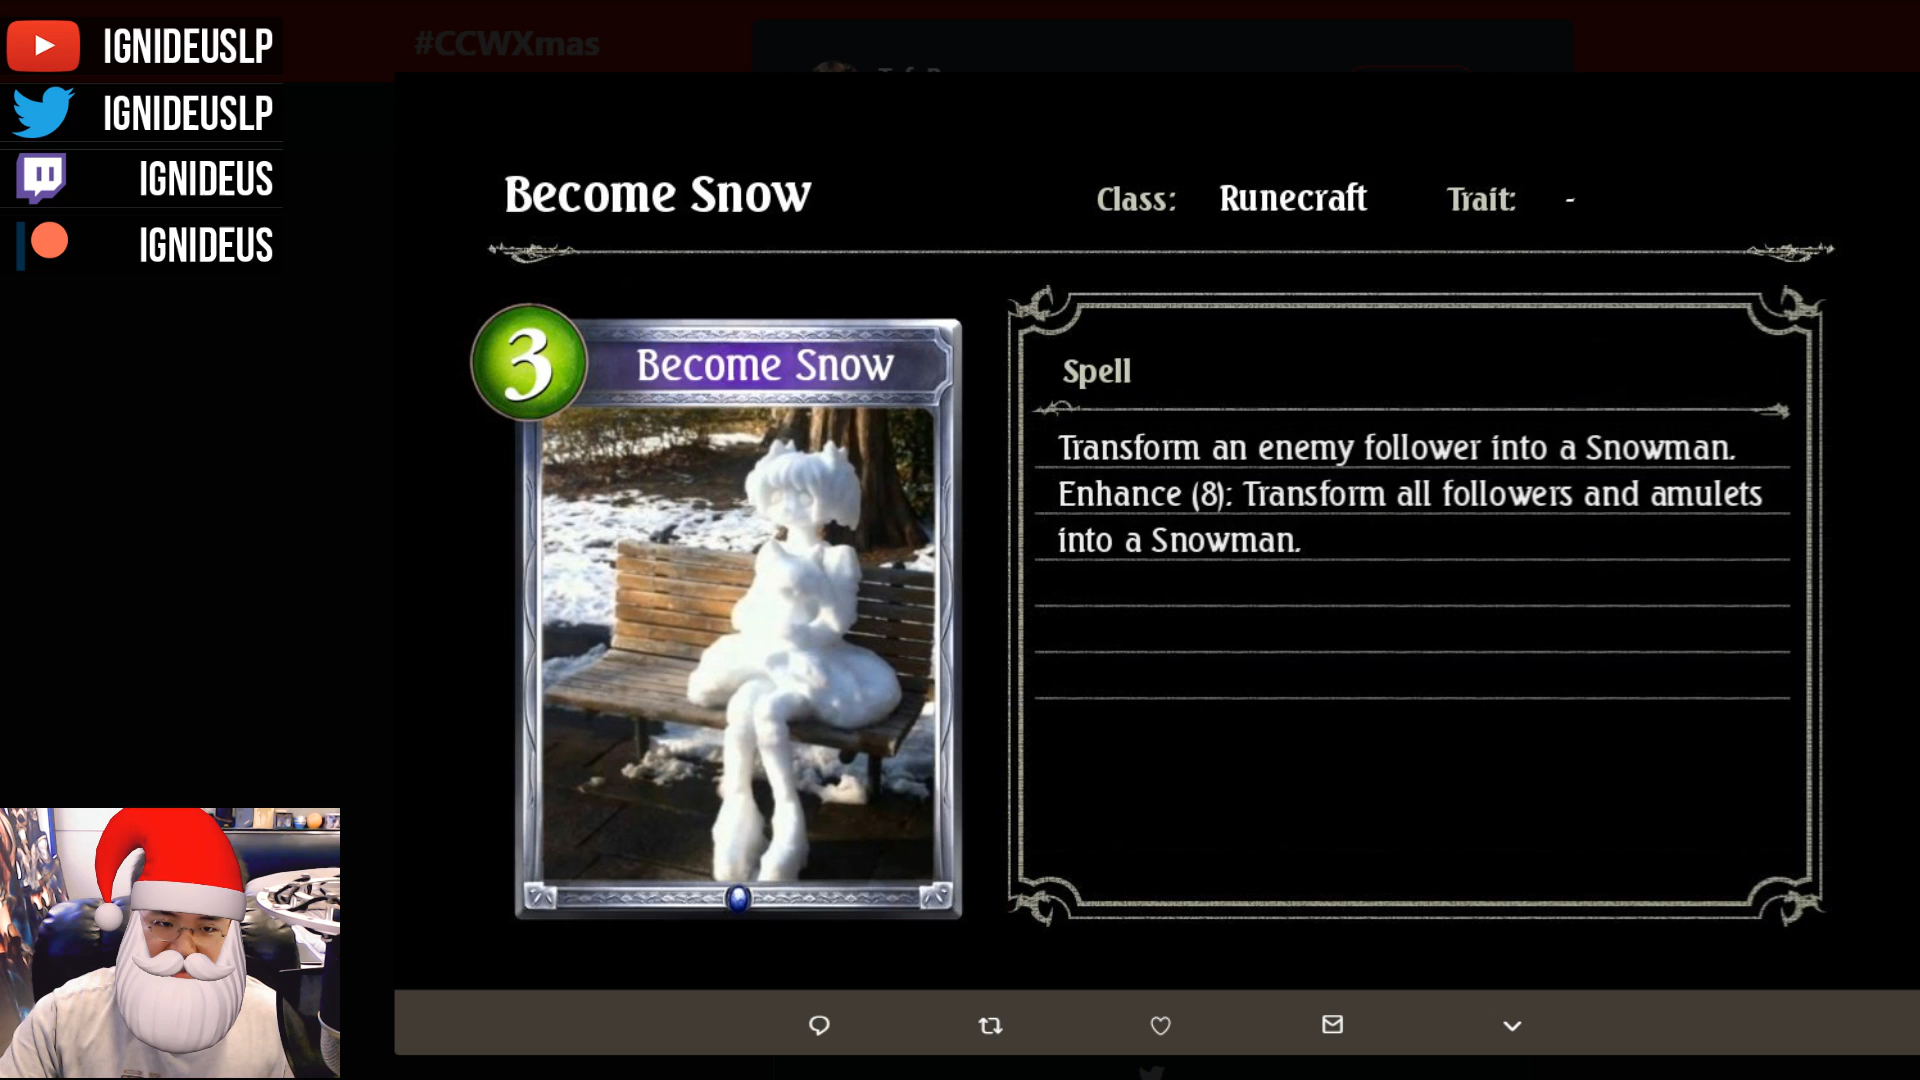 IGNIDEUSLP
IGNIDEUSLP
IGNIDEUS
IGNIDEUS
#CCWXmas
Become Snow
Class: Runecraft Trait: -
3
Become Snow
Spell
Transform an enemy follower into a Snowman.
Enhance (8): Transform all followers and amulets
into a Snowman.